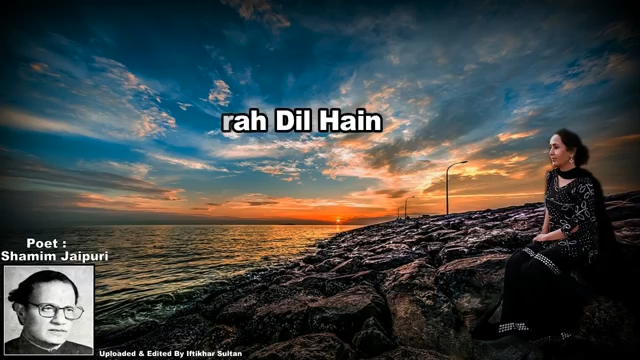 rah Dil Hain
Poet :
Shamim Jaipuri
Uploaded & Edited By Iftikhar Sultan